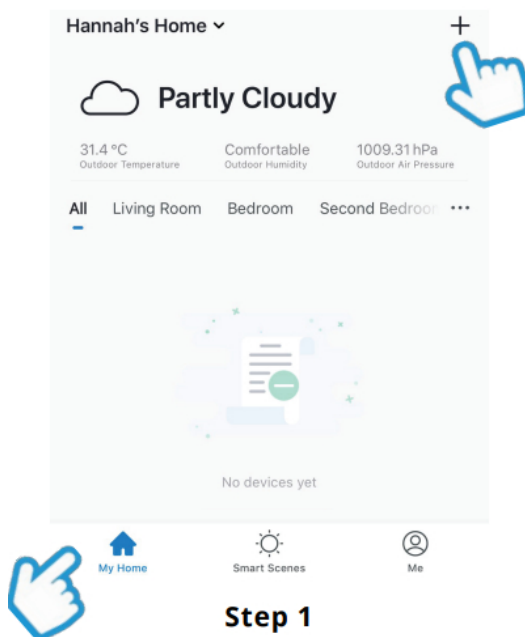 Hannah's Home
Partly Cloudy
31.4 °C Comfortable 1009.31 hPa
Outdoor Temperature Outdoor Humidity Outdoor Air Pressure
All Living Room Bedroom Second Bedroo
No devices yet
My Home Smart Scenes Me
Step 1